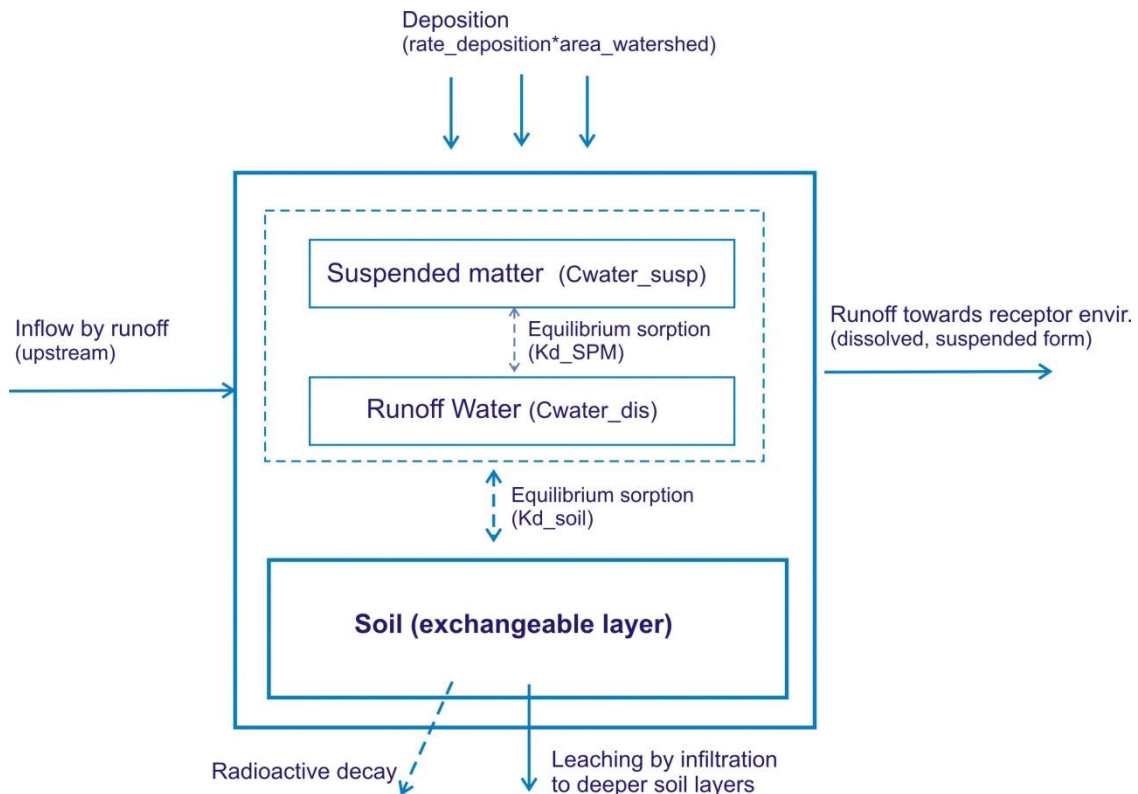 Deposition
(rate_deposition*area_watershed)
Suspended matter (Cwater_susp)
Inflow by runoff
(upstream)
Equilibrium sorption
(Kd_SPM)
Runoff towards receptor envir.
(dissolved, suspended form)
Runoff Water (Cwater_dis)
Equilibrium sorption
(Kd_soil)
Soil (exchangeable layer)
Radioactive decay
Leaching by infiltration
to deeper soil layers